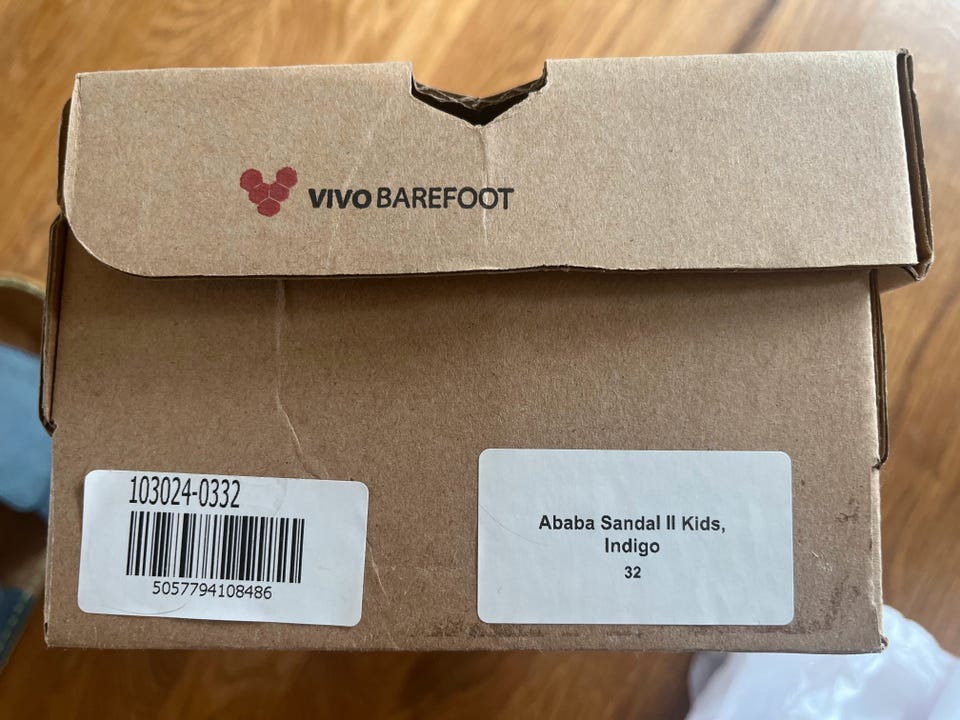 VIVOBAREFOOT
103024-0332
5057794108486
Ababa Sandal II Kids,
Indigo
32